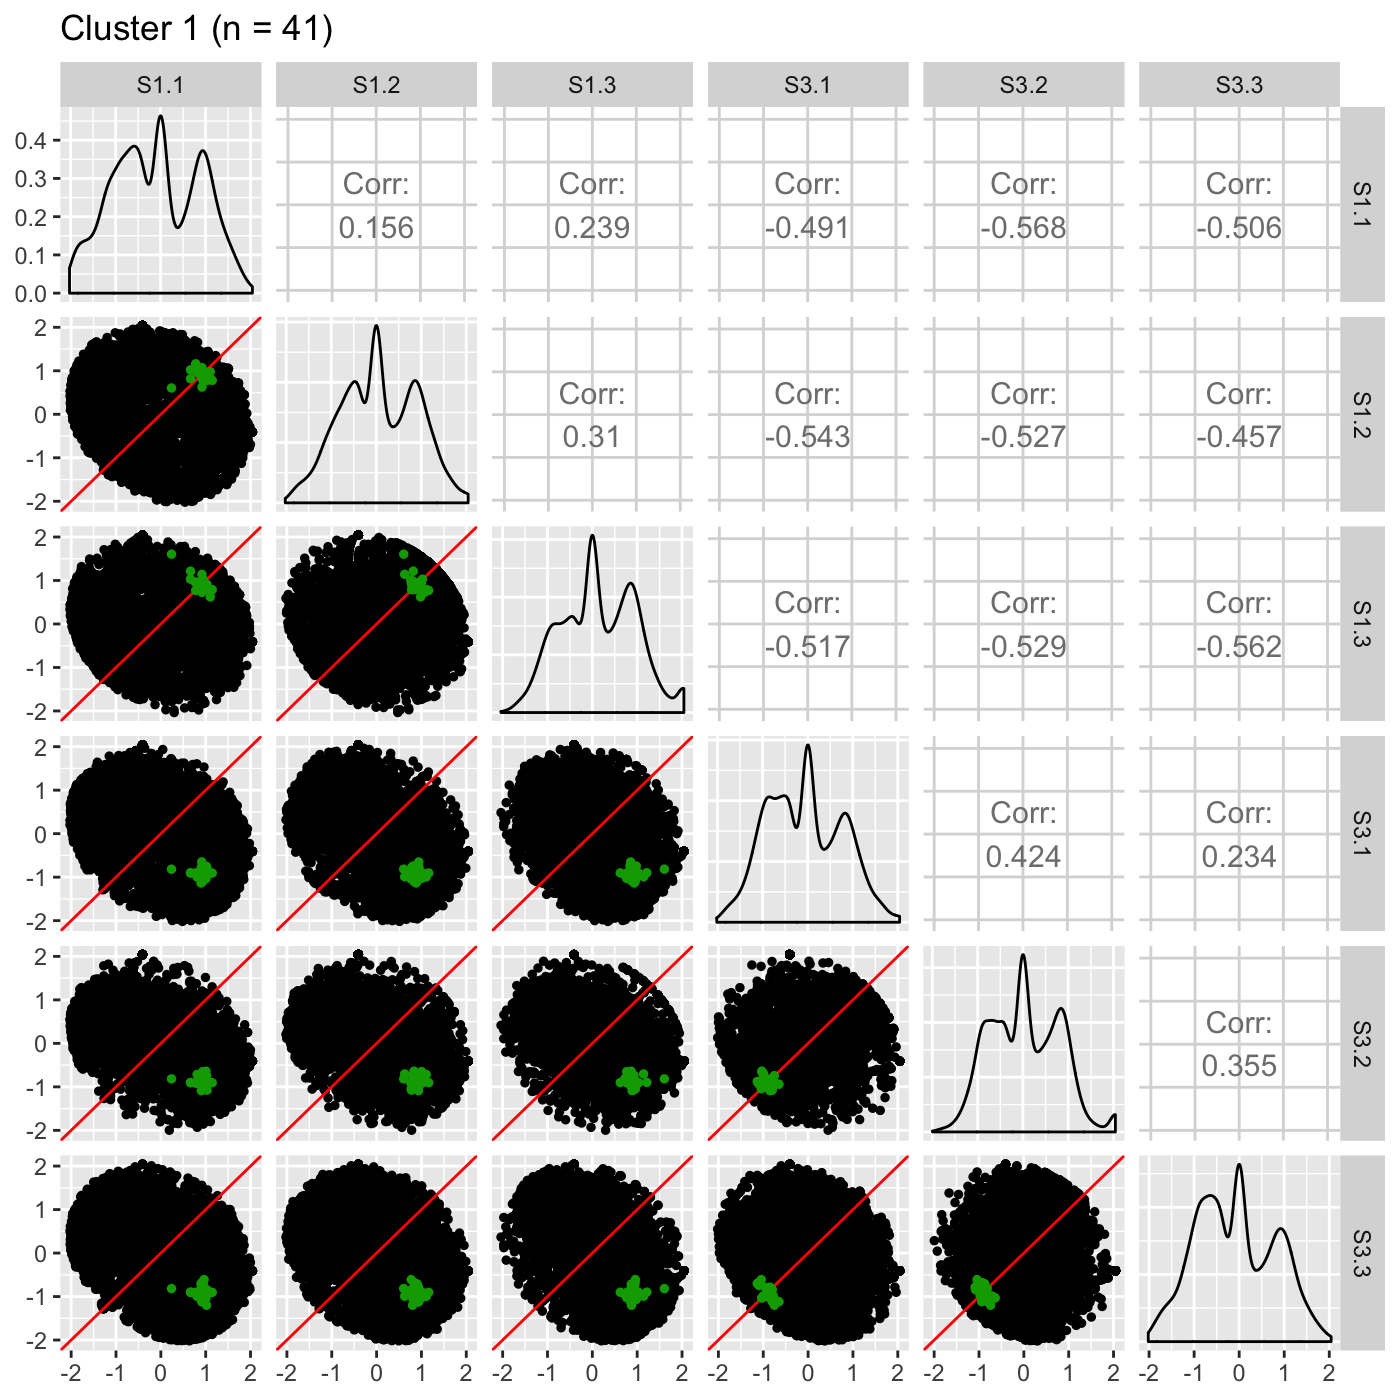 Cluster 1 (n = 41)
S1.1 S1.2 S1.3 S3.1 S3.2 S3.3
0.4
0.3
0.2
0.1
0.0
Corr: Corr: Corr: Corr: Corr:
0.156 0.239 -0.491 -0.568 -0.506
S1.1
2
1
0
-1
-2
Corr: Corr: Corr: Corr:
0.31 -0.543 -0.527 -0.457
S1.2
2
1
0
-1
-2
Corr: Corr: Corr:
-0.517 -0.529 -0.562
S1.3
2
1
0
-1
-2
Corr: Corr:
0.424 0.234
S3.1
2
1
0
-1
-2
Corr:
0.355
S3.2
2
1
0
-1
-2
S3.3
-2 -1 0 1 2 -2 -1 0 1 2 -2 -1 0 1 2 -2 -1 0 1 2 -2 -1 0 1 2 -2 -1 0 1 2